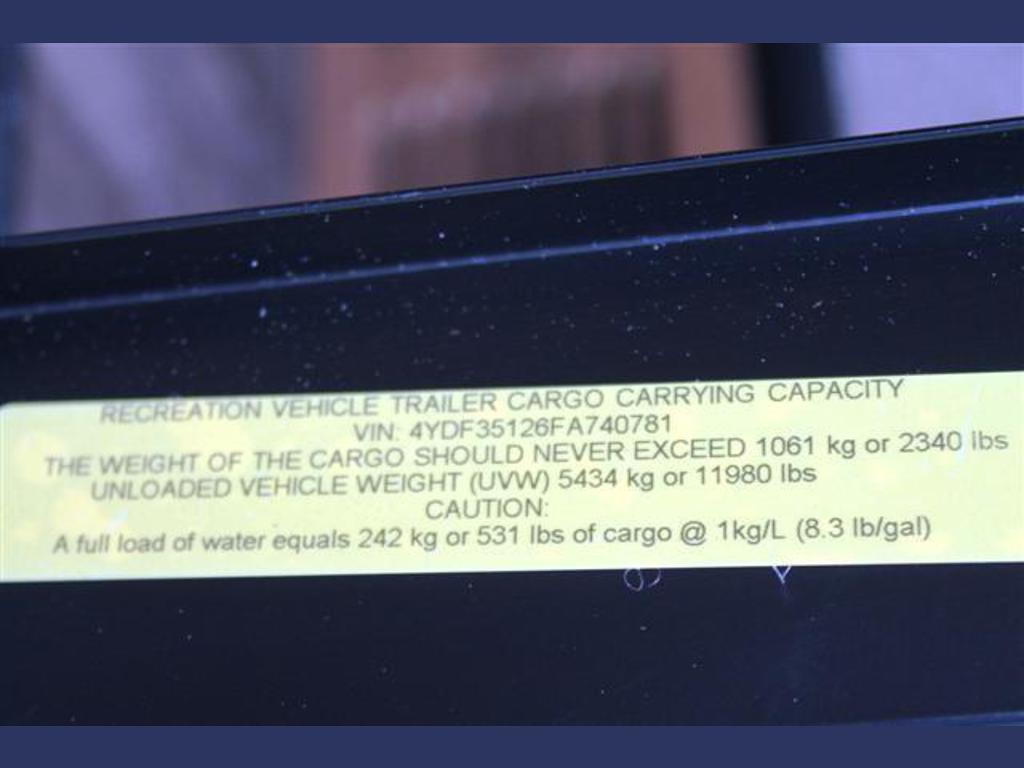 RECREATION VEHICLE TRAILER CARGO CARRYING CAPACITY
VIN: 4YDF35126FA740781
THE WEIGHT OF THE CARGO SHOULD NEVER EXCEED 1061 kg or 2340 lbs
UNLOADED VEHICLE WEIGHT (UVW) 5434 kg or 11980 lbs
CAUTION:
A full load of water equals 242 kg or 531 lbs of cargo @ 1kg/L (8.3 lb/gal)